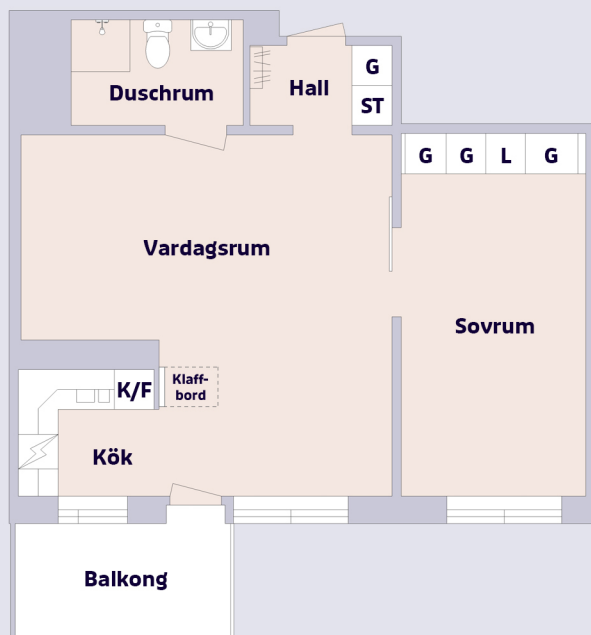 G
Hall
Duschrum
ST
G G L G
Vardagsrum
Sovrum
K/F
Klaff-
bord
Kök
Balkong